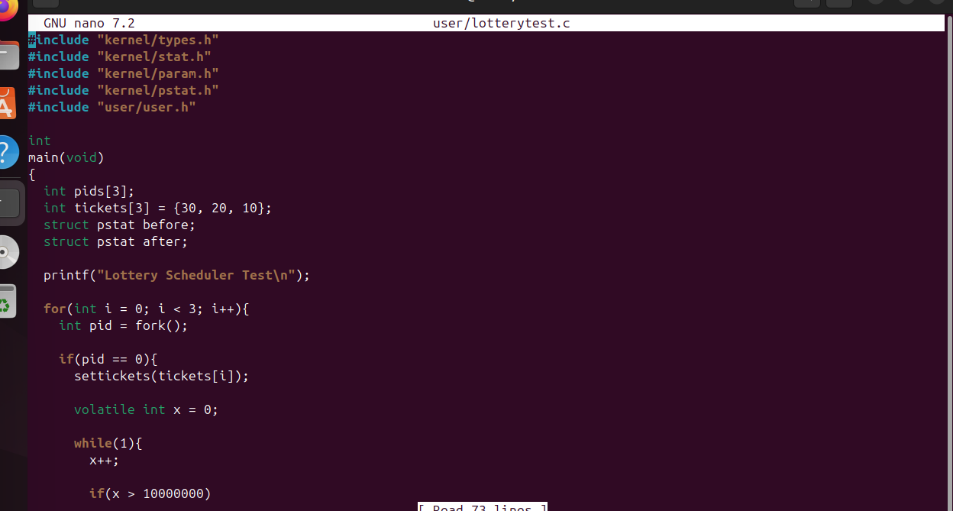 GNU nano 7.2 user/lotterytest.c
#include "kernel/types.h"
#include "kernel/stat.h"
#include "kernel/param.h"
#include "kernel/pstat.h"
#include "user/user.h"
int
main(void)
{
int pids[3];
int tickets[3] = {30, 20, 10};
struct pstat before;
struct pstat after;
printf("Lottery Scheduler Test\n");
for(int i = 0; i < 3; i++){
int pid = fork();
if(pid == 0){
settickets(tickets[i]);
volatile int x = 0;
while(1){
x++;
if(x > 10000000)
[ Read 73 lines ]